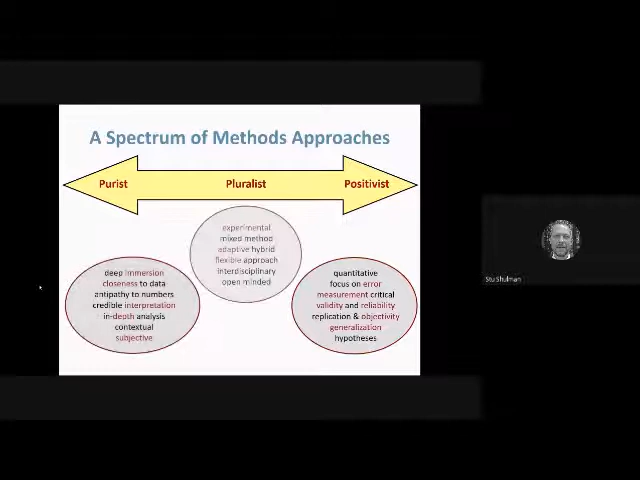 A Spectrum of Methods Approaches
Purist
Pluralist
Positivist
experimental
mixed method
adaptive hybrid
flexible approach
interdisciplinary
open minded
deep immersion
closeness to data
antipathy to numbers
credible interpretation
in-depth analysis
contextual
subjective
quantitative
focus on error
measurement critical
validity and reliability
replication & objectivity
generalization
hypotheses
Stu Shulman